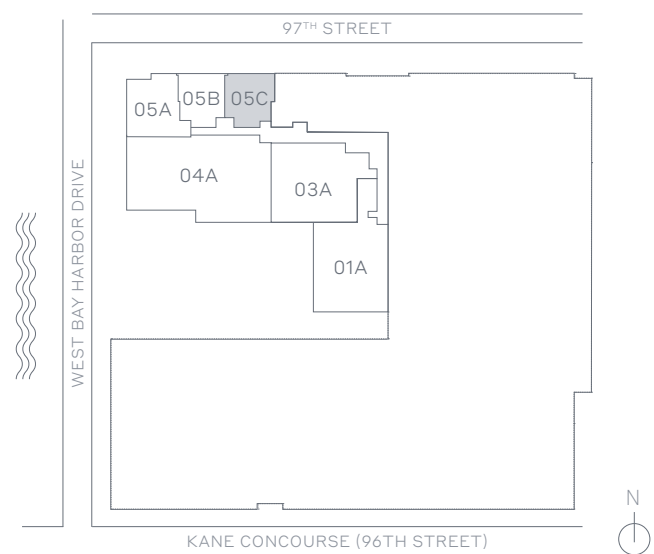 97TH STREET
05A
05B
05C
04A
03A
01A
WEST BAY HARBOR DRIVE
N
KANE CONCOURSE (96TH STREET)